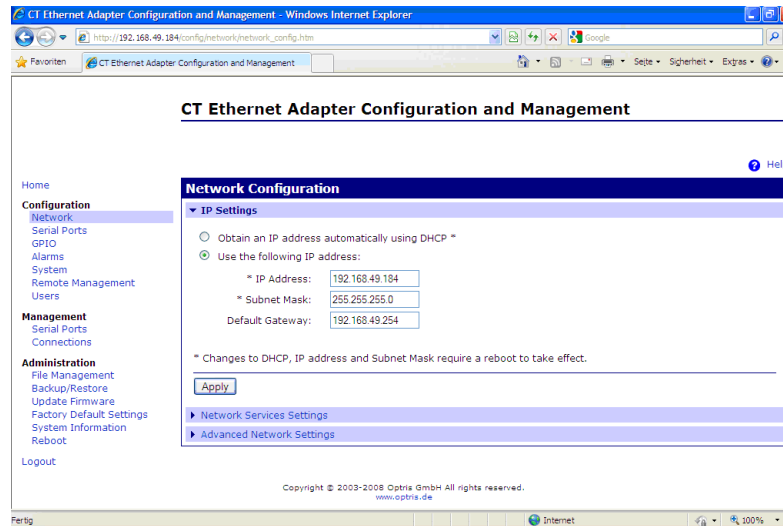 CT Ethernet Adapter Configuration and Management - Windows Internet Explorer
http://192.168.49.184/config/network/network_config.htm
Google
Favoriten
CT Ethernet Adapter Configuration and Management
Seite
Sicherheit
Extras
CT Ethernet Adapter Configuration and Management
Hel
Home
Configuration
Network
Serial Ports
GPIO
Alarms
System
Remote Management
Users
Management
Serial Ports
Connections
Administration
File Management
Backup/Restore
Update Firmware
Factory Default Settings
System Information
Reboot
Logout
Network Configuration
IP Settings
Obtain an IP address automatically using DHCP *
Use the following IP address:
* IP Address: 192.168.49.184
* Subnet Mask: 255.255.255.0
Default Gateway: 192.168.49.254
* Changes to DHCP, IP address and Subnet Mask require a reboot to take effect.
Apply
Network Services Settings
Advanced Network Settings
Copyright © 2003-2008 Optris GmbH All rights reserved.
www.optris.de
Fertig
Internet
100%